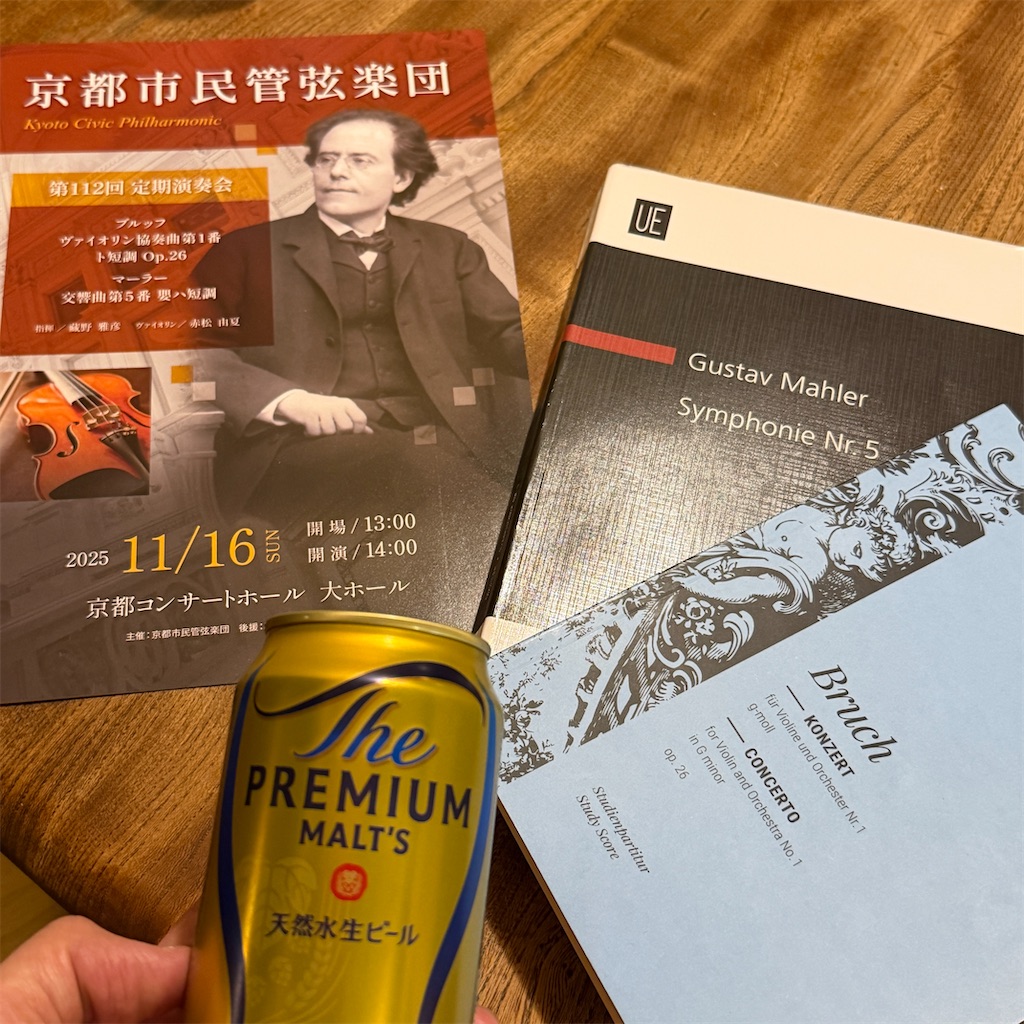 京都市民管弦楽団
Kyoto Civic Philharmonic
第112回 定期演奏会
ブルッフ
ヴァイオリン協奏曲第1番
ト短調 Op.26
マーラー
交響曲第5番 嬰ハ短調
指揮／蔵野 雅彦 ヴァイオリン／赤松 由夏
2025 11/16 SUN
開場/13:00
開演/14:00
京都コンサートホール 大ホール
主催:京都市民管弦楽団 後援:
UE
Gustav Mahler
Symphonie Nr. 5
Bruch
KONZERT
für Violine und Orchester Nr. 1
g-moll
CONCERTO
for Violin and Orchestra No. 1
in G minor
op. 26
Studienpartitur
Study Score
The
PREMIUM
MALT'S
天然水生ビール